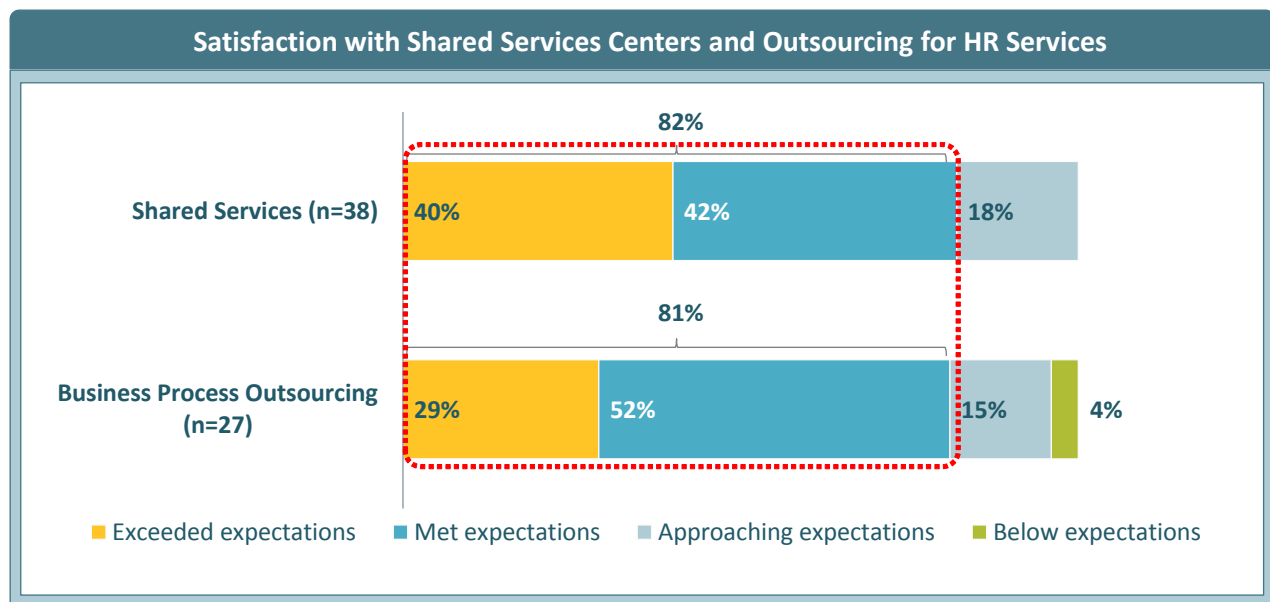 Satisfaction with Shared Services Centers and Outsourcing for HR Services
82%
Shared Services (n=38)
40%
42%
18%
81%
Business Process Outsourcing
(n=27)
29%
52%
15%
4%
Exceeded expectations
Met expectations
Approaching expectations
Below expectations